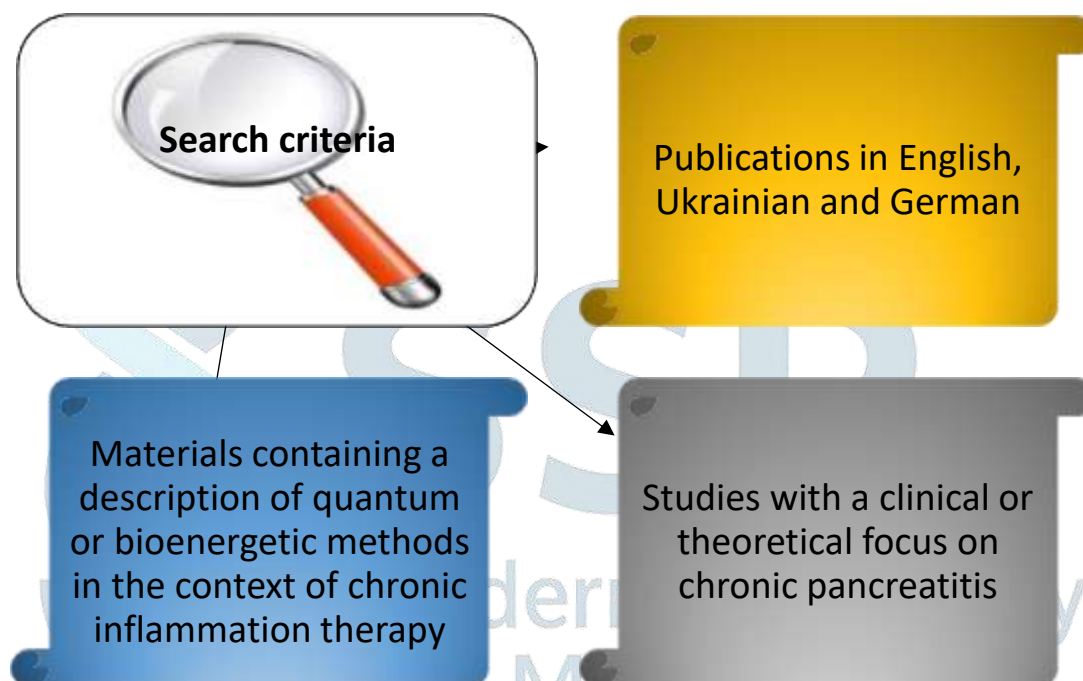 Search criteria
Publications in English,
Ukrainian and German
Materials containing a
description of quantum
or bioenergetic methods
in the context of chronic
inflammation therapy
Studies with a clinical or
theoretical focus on
chronic pancreatitis